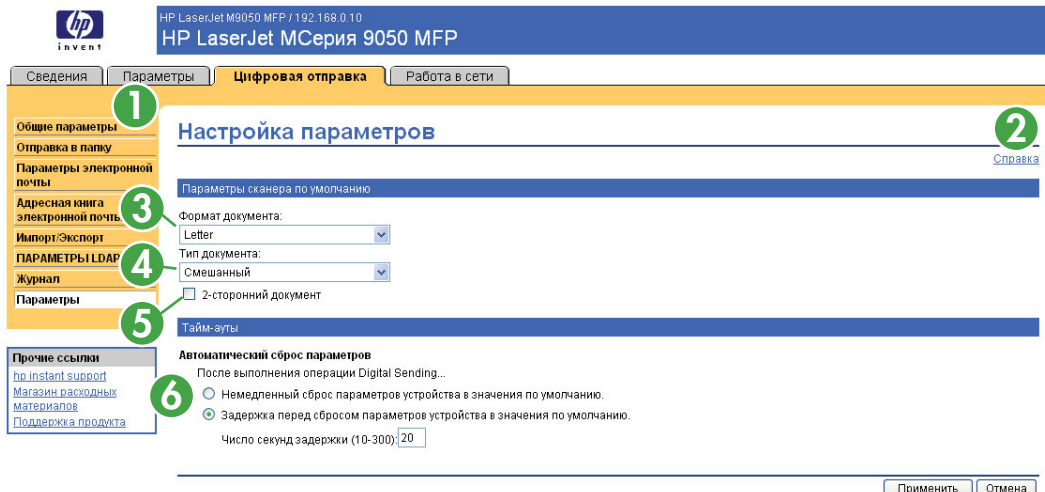 hp
invent
HP LaserJet M9050 MFP / 192.168.0.10
HP LaserJet MСерия 9050 MFP
Сведения
Параметры
Цифровая отправка
Работа в сети
1
Общие параметры
Отправка в папку
Параметры электронной
почты
Адресная книга
электронной почты
Импорт/Экспорт
ПАРАМЕТРЫ LDAP
Журнал
Параметры
Прочие ссылки
hp instant support
Магазин расходных
материалов
Поддержка продукта
Настройка параметров
2
Справка
Параметры сканера по умолчанию
3
Формат документа:
Letter
Тип документа:
4
Смешанный
5
2-сторонний документ
Тайм-ауты
Автоматический сброс параметров
После выполнения операции Digital Sending...
6
Немедленный сброс параметров устройства в значения по умолчанию.
Задержка перед сбросом параметров устройства в значения по умолчанию.
Число секунд задержки (10-300): 20
Применить
Отмена